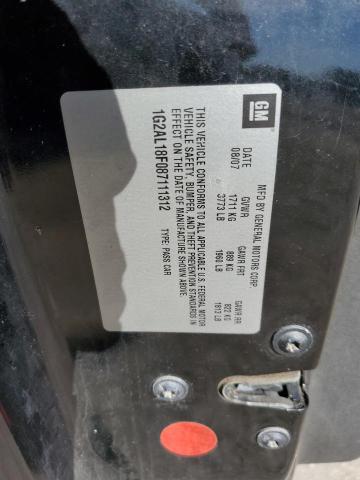 GM
MFD BY GENERAL MOTORS CORP
DATE GVWR GAWR FRT GAWR RR
08/07 1711 KG 889 KG 822 KG
3773 LB 1960 LB 1813 LB
THIS VEHICLE CONFORMS TO ALL APPLICABLE U.S. FEDERAL MOTOR
VEHICLE SAFETY, BUMPER, AND THEFT PREVENTION STANDARDS IN
EFFECT ON THE DATE OF MANUFACTURE SHOWN ABOVE.
1G2AL18F087111312 TYPE: PASS CAR